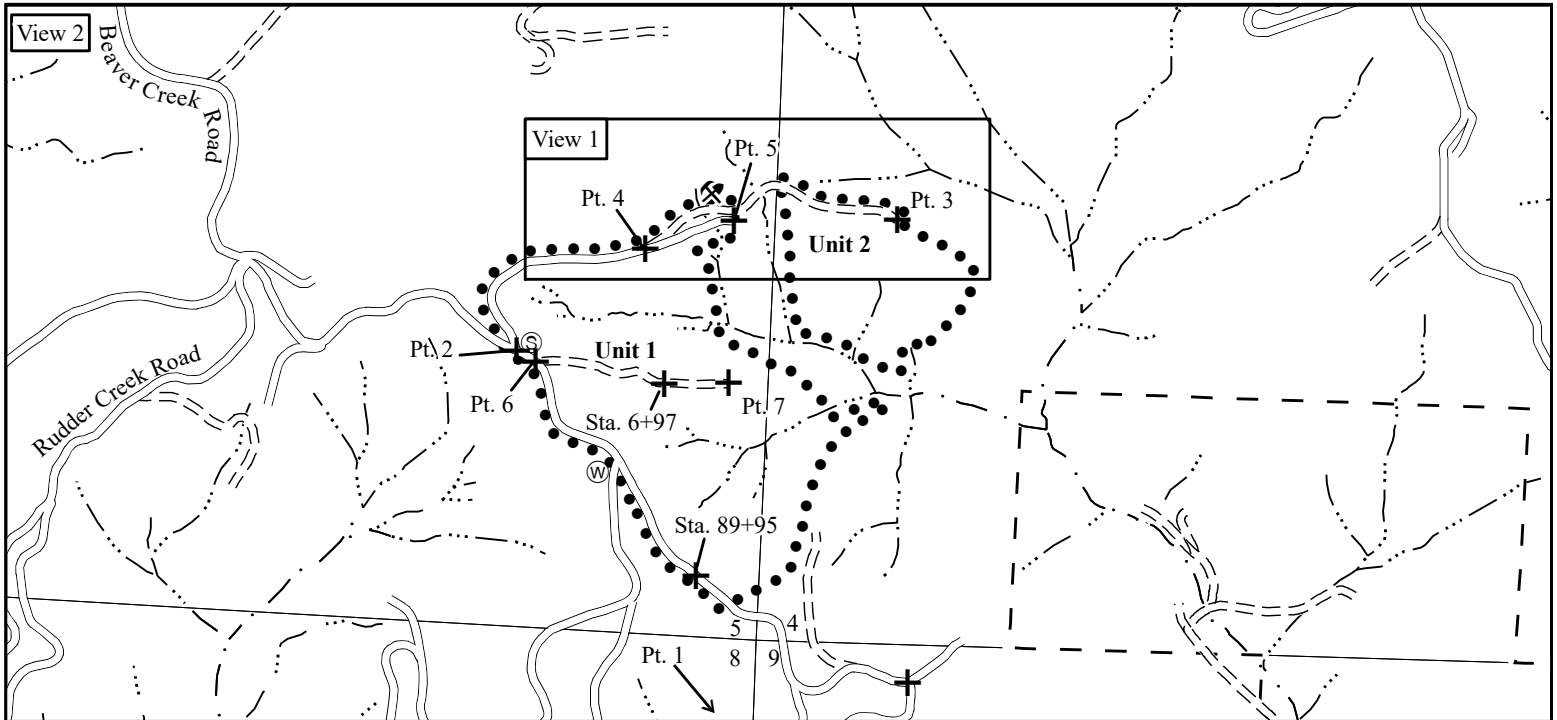 View 2
Beaver Creek Road
View 1
Pt. 5
Pt. 4
Pt. 3
Unit 2
S
Pt. 2
Unit 1
Rudder Creek Road
Pt. 6
Pt. 7
Sta. 6+97
W
Sta. 89+95
5 4
Pt. 1
8 9